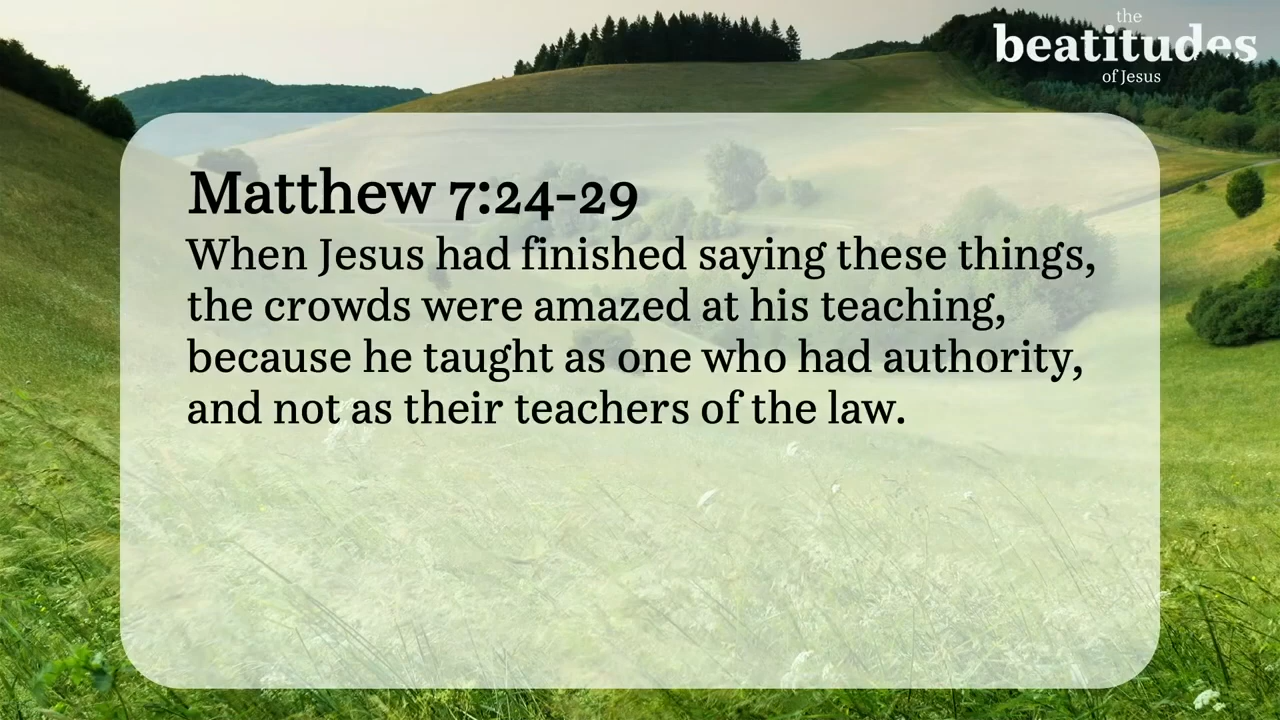 the
beatitudes
of Jesus
Matthew 7:24-29
When Jesus had finished saying these things,
the crowds were amazed at his teaching,
because he taught as one who had authority,
and not as their teachers of the law.